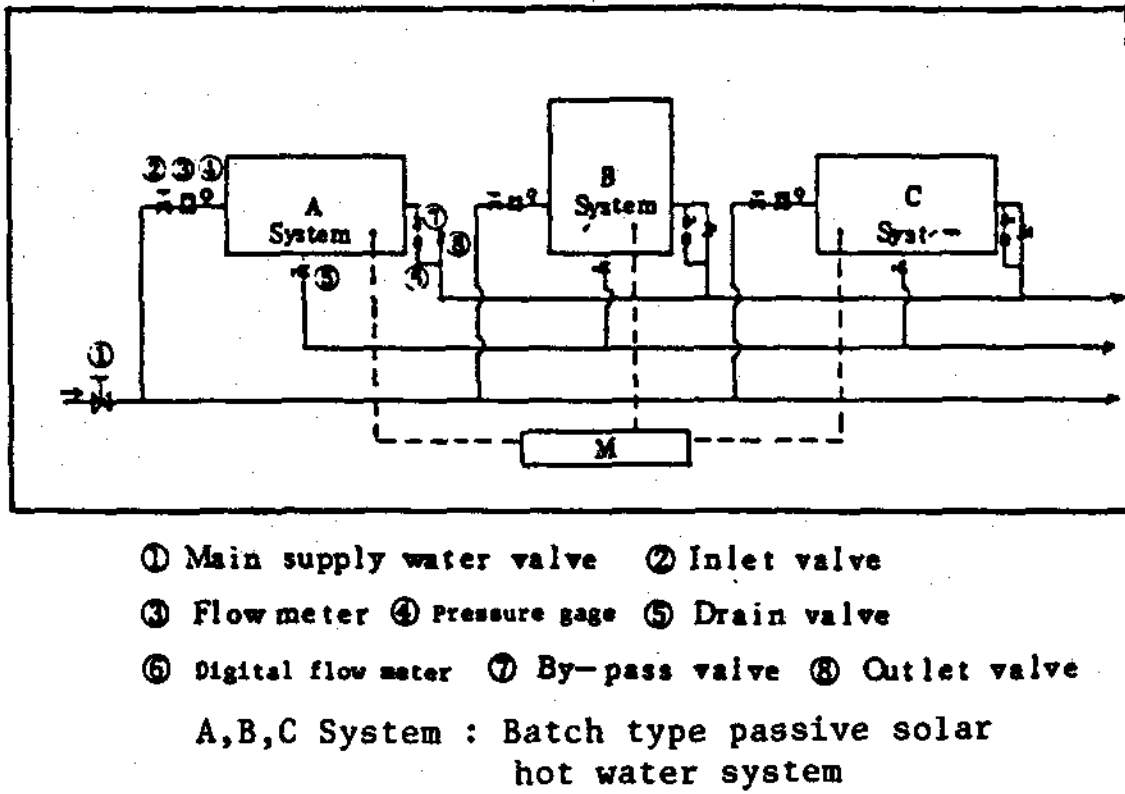 ② ③ ④
A
System
⑦
⑧
⑤
B
System
C
①
M
① Main supply water valve ② Inlet valve
③ Flow meter ④ Pressure gage ⑤ Drain valve
⑥ Digital flow meter ⑦ By-pass valve ⑧ Outlet valve
A,B,C System : Batch type passive solar
hot water system